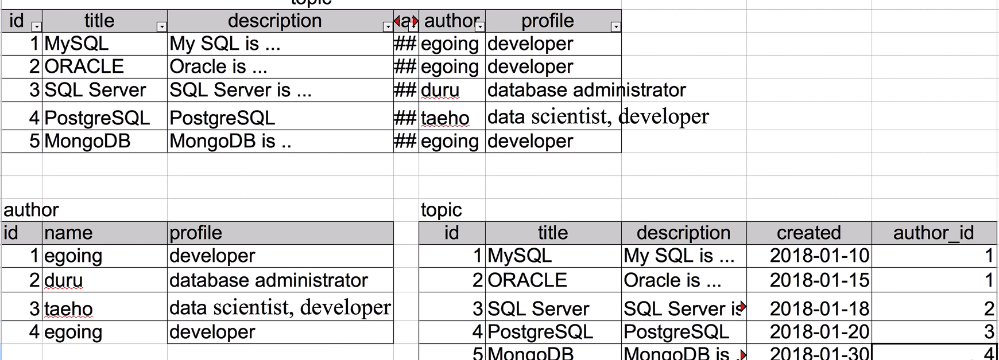 topic
id title description author profile
1 MySQL My SQL is ... ## egoing developer
2 ORACLE Oracle is ... ## egoing developer
3 SQL Server SQL Server is ... ## duru database administrator
4 PostgreSQL PostgreSQL ## taeho data scientist, developer
5 MongoDB MongoDB is .. ## egoing developer
author topic
id name profile id title description created author_id
1 egoing developer 1 MySQL My SQL is ... 2018-01-10 1
2 duru database administrator 2 ORACLE Oracle is ... 2018-01-15 1
3 taeho data scientist, developer 3 SQL Server SQL Server is 2018-01-18 2
4 egoing developer 4 PostgreSQL PostgreSQL 2018-01-20 3
5 MongoDB MongoDB is . 2018-01-30 4